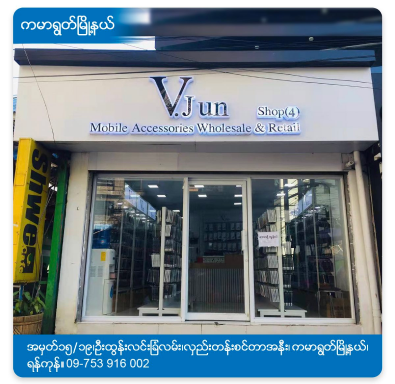 ကမာရွတ်မြို့နယ်
V.Jun
Shop(4)
Mobile Accessories Wholesale & Retail
အမှတ်၁၅/၁၉၊ဦးထွန်းလင်းခြံလမ်း၊လှည်းတန်းစင်တာအနီး၊ကမာရွတ်မြို့နယ်၊
ရန်ကုန်။ 09-753 916 002